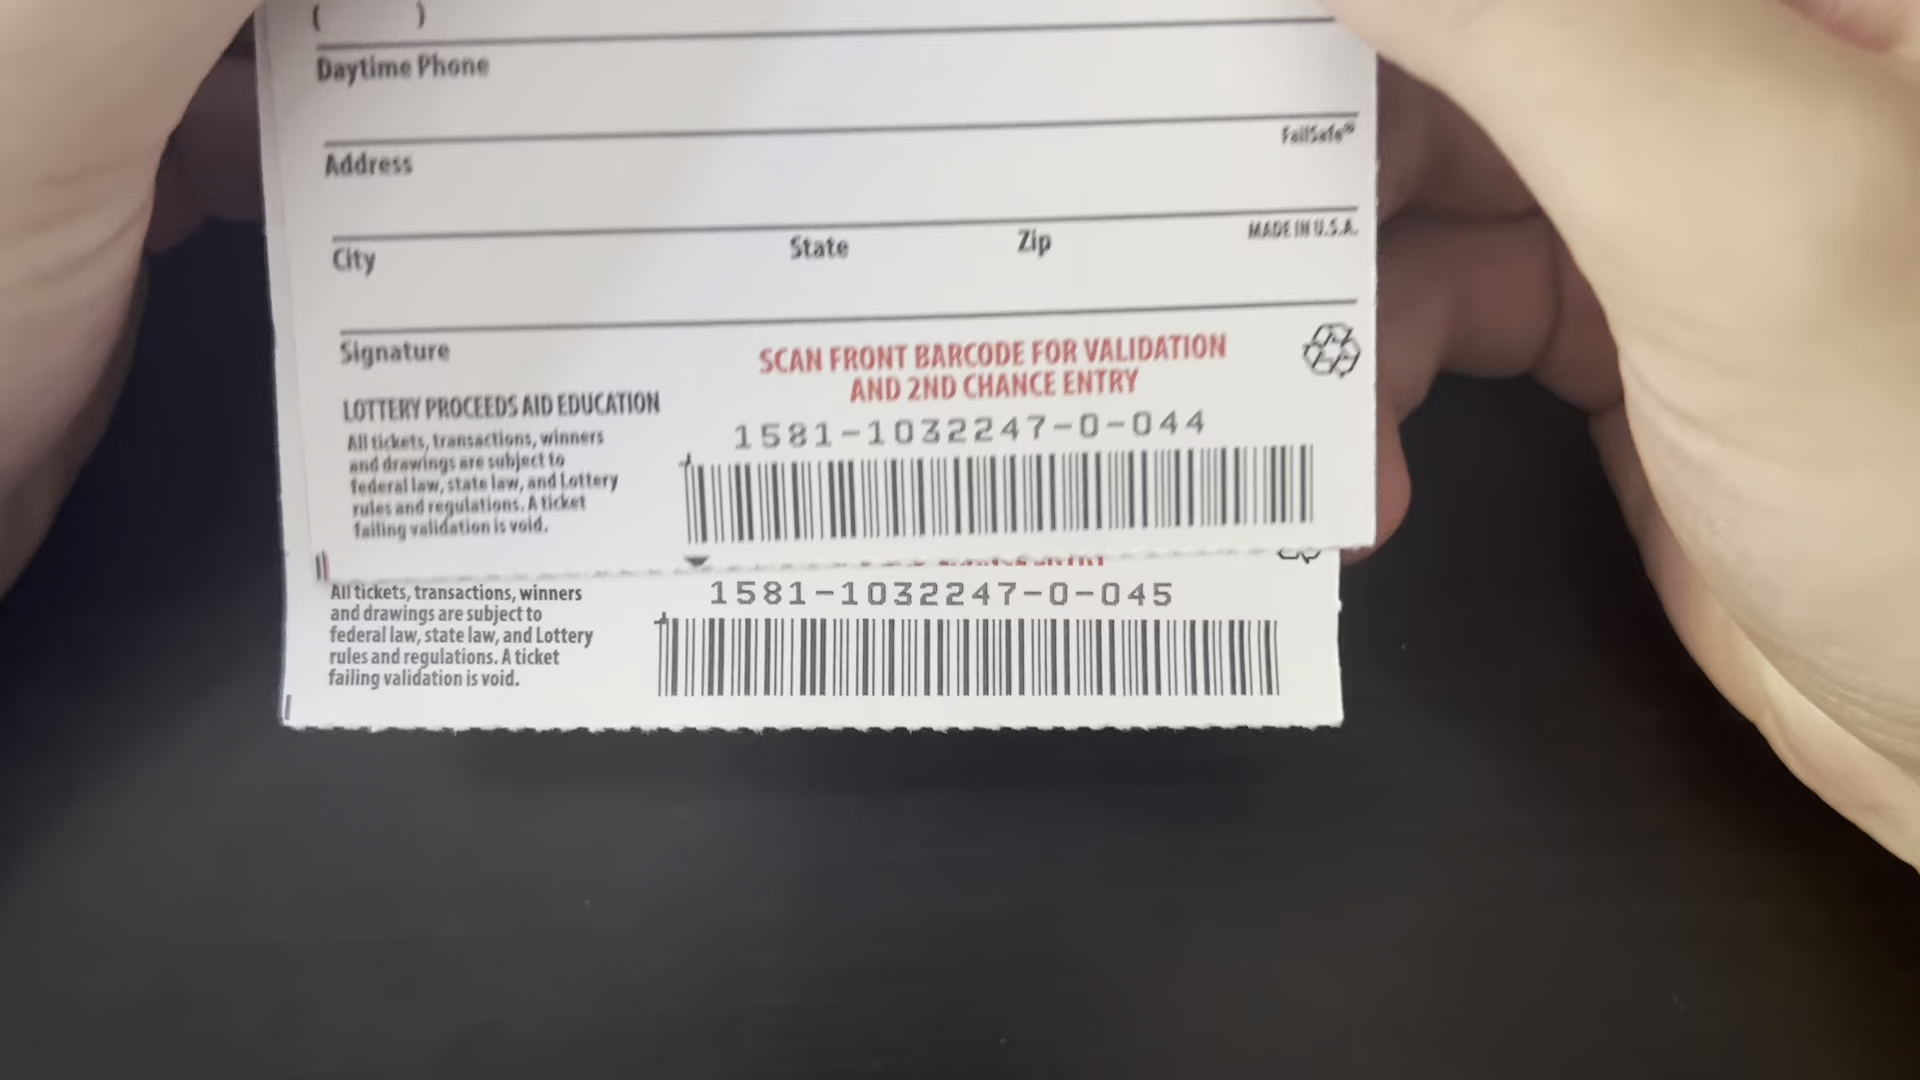 (          )
Daytime Phone
FailSafe®
Address
MADE IN U.S.A.
City State Zip
Signature
SCAN FRONT BARCODE FOR VALIDATION
AND 2ND CHANCE ENTRY
LOTTERY PROCEEDS AID EDUCATION
1581-1032247-0-044
All tickets, transactions, winners
and drawings are subject to
federal law, state law, and Lottery
rules and regulations. A ticket
failing validation is void.
1581-1032247-0-045
All tickets, transactions, winners
and drawings are subject to
federal law, state law, and Lottery
rules and regulations. A ticket
failing validation is void.